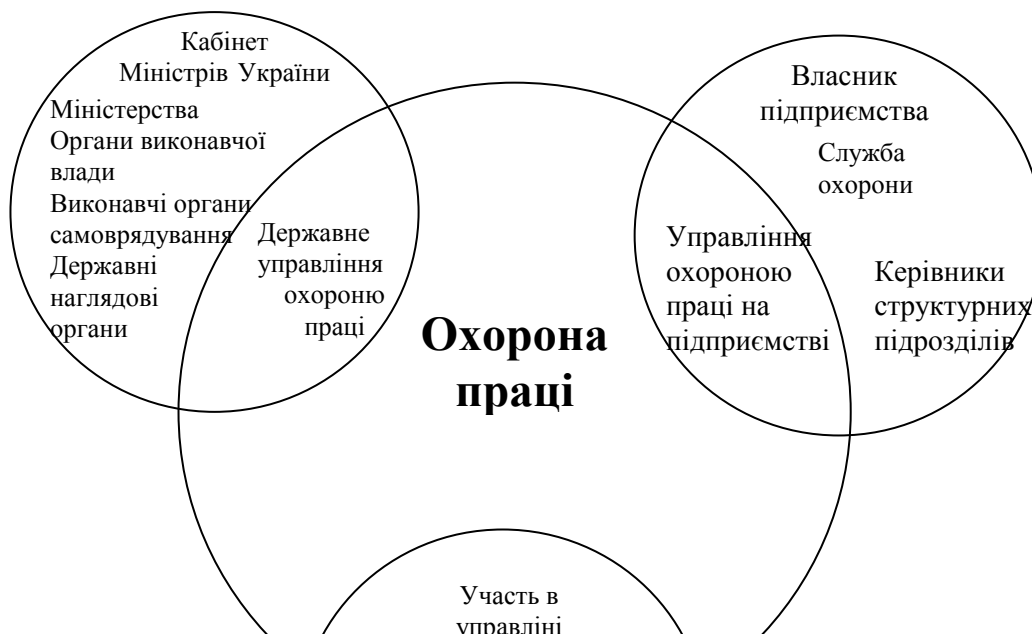 Кабінет
Міністрів України
Міністерства
Органи виконавчої
влади
Виконавчі органи
самоврядування
Державні
наглядові
органи
Державне
управління
охороню
праці
Охорона
праці
Власник
підприємства
Служба
охорони
Управління
охороною
праці на
підприємстві
Керівники
структурних
підрозділів
Участь в
управліні